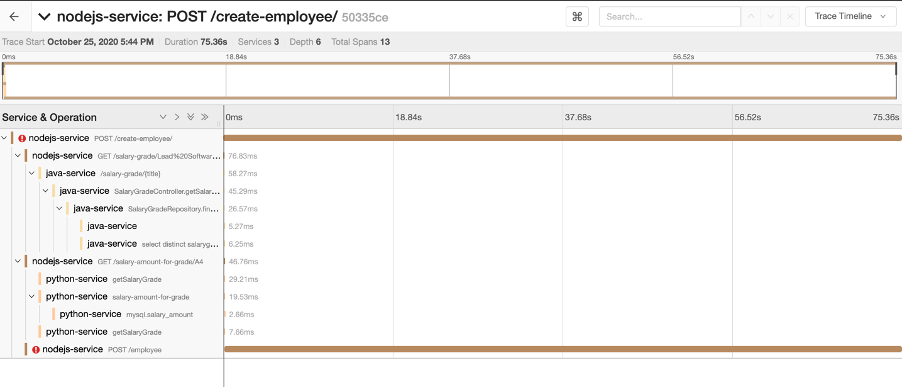 nodejs-service: POST /create-employee/ 50335ce
Search...
Trace Timeline
Trace Start October 25, 2020 5:44 PM Duration 75.36s Services 3 Depth 6 Total Spans 13
0ms 18.84s 37.68s 56.52s 75.36s
Service & Operation 0ms 18.84s 37.68s 56.52s 75.36s
nodejs-service POST /create-employee/
nodejs-service GET /salary-grade/Lead%20Softwar... 76.83ms
java-service /salary-grade/{title} 58.27ms
java-service SalaryGradeController.getSalar... 45.29ms
java-service SalaryGradeRepository.fin... 26.57ms
java-service 5.27ms
java-service select distinct salaryg... 6.25ms
nodejs-service GET /salary-amount-for-grade/A4 46.76ms
python-service getSalaryGrade 29.21ms
python-service salary-amount-for-grade 19.53ms
python-service mysql.salary_amount 2.66ms
python-service getSalaryGrade 7.86ms
nodejs-service POST /employee